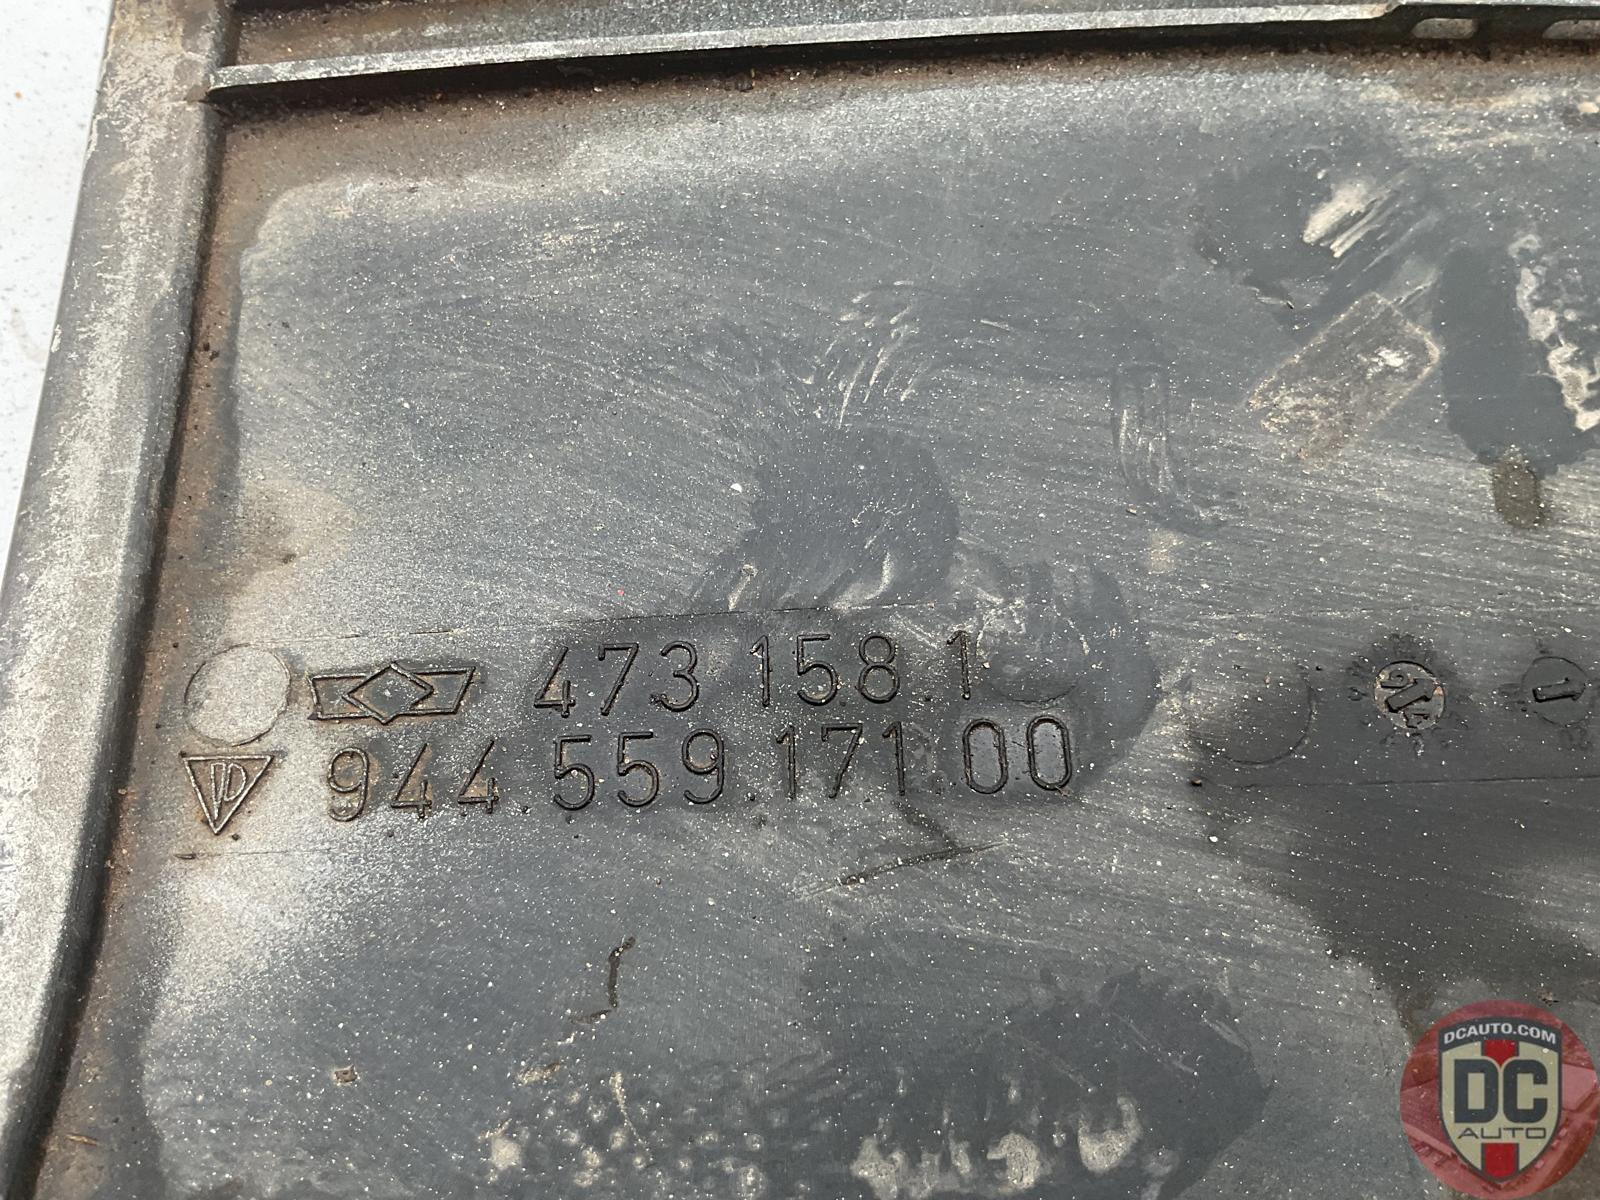 473 158 1
944 559 171 00
DCAUTO.COM
DC
AUTO